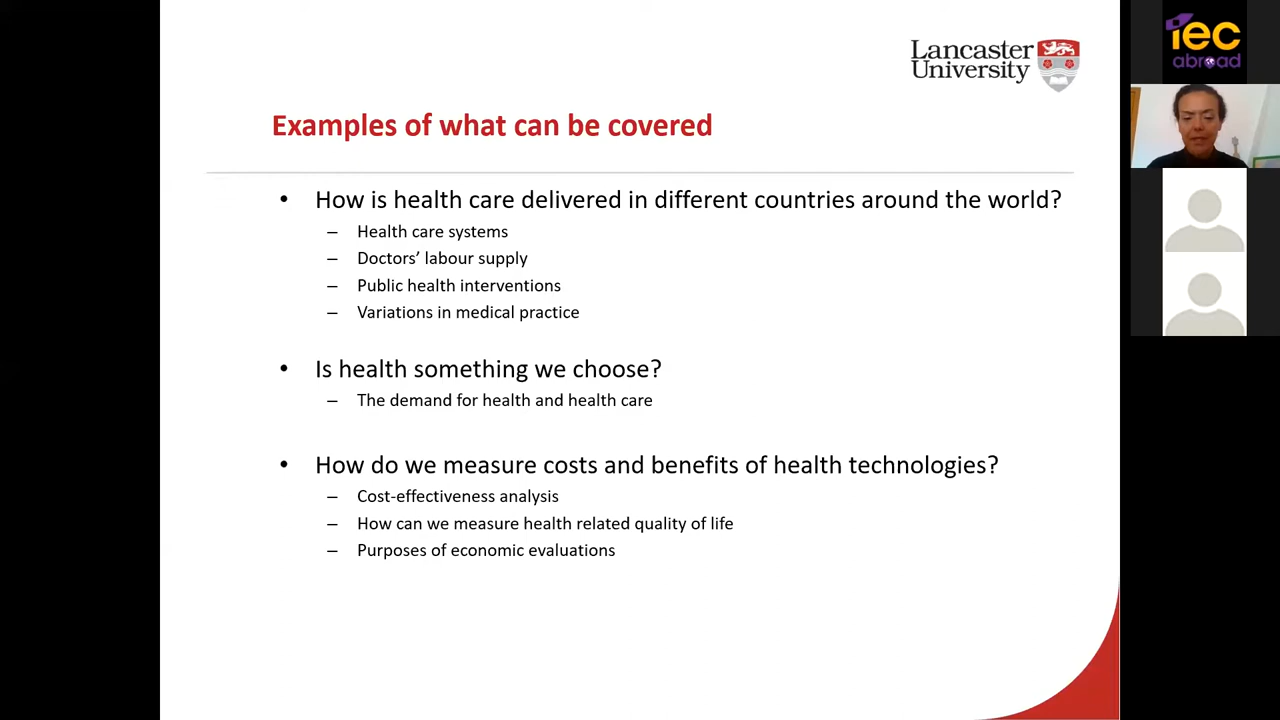 Lancaster
University
iec
abroad
Examples of what can be covered
• How is health care delivered in different countries around the world?
– Health care systems
– Doctors’ labour supply
– Public health interventions
– Variations in medical practice
• Is health something we choose?
– The demand for health and health care
• How do we measure costs and benefits of health technologies?
– Cost-effectiveness analysis
– How can we measure health related quality of life
– Purposes of economic evaluations